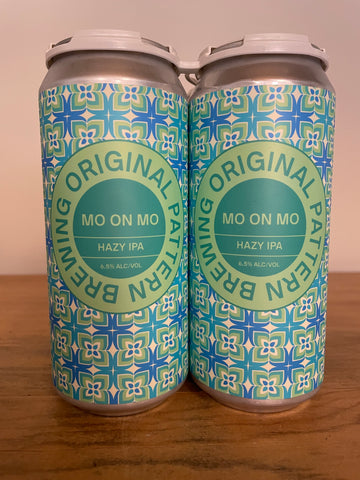 ORIGINAL PATTERN BREWING
MO ON MO
HAZY IPA
6.5% ALC/VOL
ORIGINAL PATTERN BREWING
MO ON MO
HAZY IPA
6.5% ALC/VOL